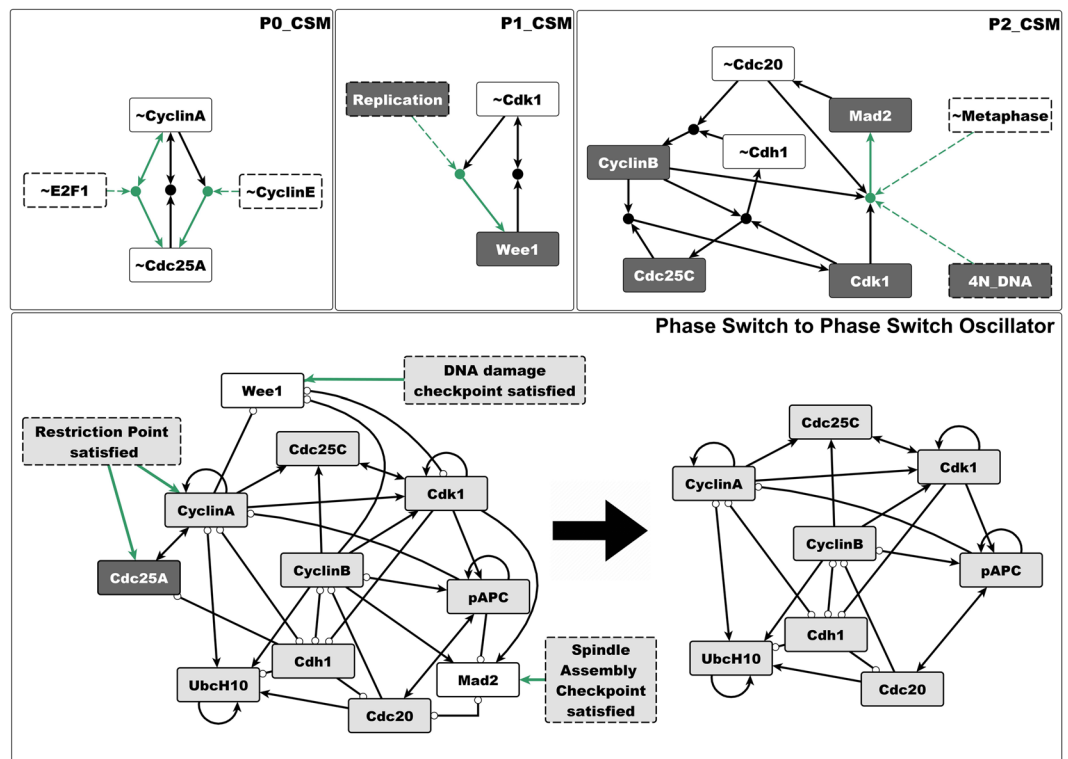 P0_CSM
~CyclinA
~E2F1
~CyclinE
~Cdc25A
P1_CSM
Replication
~Cdk1
Wee1
P2_CSM
~Cdc20
Mad2
~Metaphase
~Cdh1
CyclinB
Cdc25C
Cdk1
4N_DNA
Phase Switch to Phase Switch Oscillator
Wee1
DNA damage
checkpoint satisfied
Restriction Point
satisfied
Cdc25C
Cdk1
CyclinA
CyclinB
Cdc25A
pAPC
Cdh1
UbcH10
Mad2
Cdc20
Spindle
Assembly
Checkpoint
satisfied
Cdc25C
Cdk1
CyclinA
CyclinB
pAPC
Cdh1
UbcH10
Cdc20